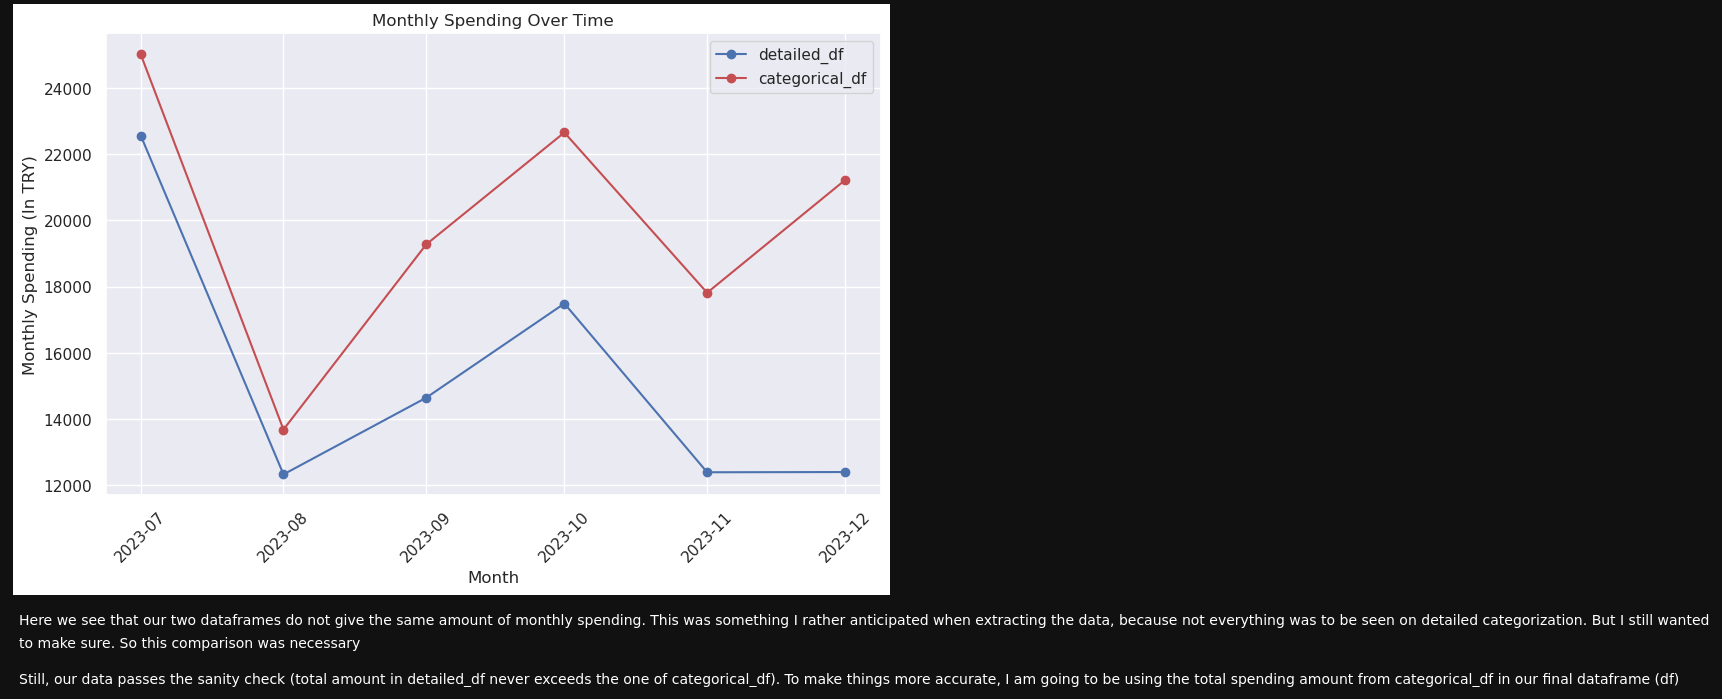 Monthly Spending Over Time
detailed_df
categorical_df
Monthly Spending (In TRY)
24000
22000
20000
18000
16000
14000
12000
2023-07
2023-08
2023-09
2023-10
2023-11
2023-12
Month
Here we see that our two dataframes do not give the same amount of monthly spending. This was something I rather anticipated when extracting the data, because not everything was to be seen on detailed categorization. But I still wanted
to make sure. So this comparison was necessary
Still, our data passes the sanity check (total amount in detailed_df never exceeds the one of categorical_df). To make things more accurate, I am going to be using the total spending amount from categorical_df in our final dataframe (df)